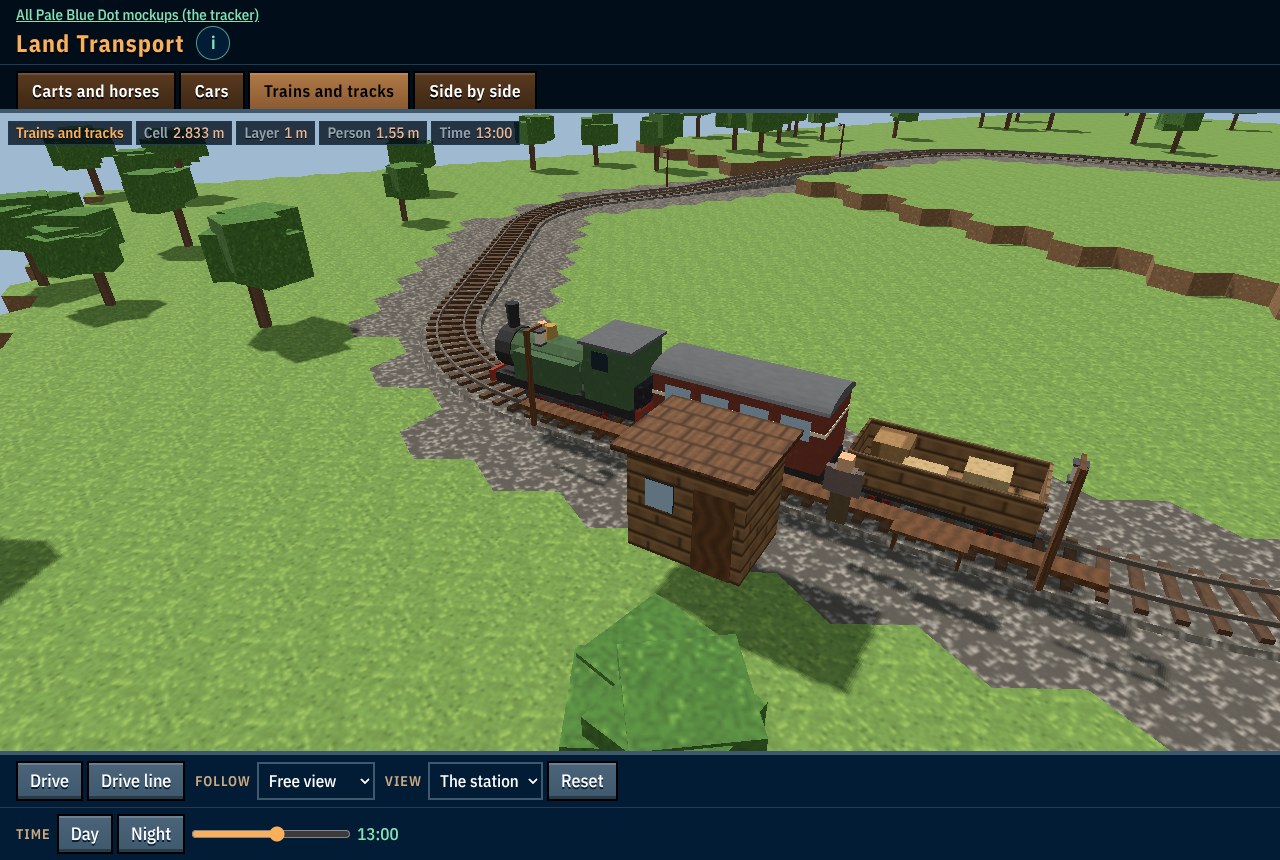 All Pale Blue Dot mockups (the tracker)
Land Transport i
Carts and horses Cars Trains and tracks Side by side
Trains and tracks Cell 2.833 m Layer 1 m Person 1.55 m Time 13:00
Drive Drive line FOLLOW Free view VIEW The station Reset
TIME Day Night 13:00